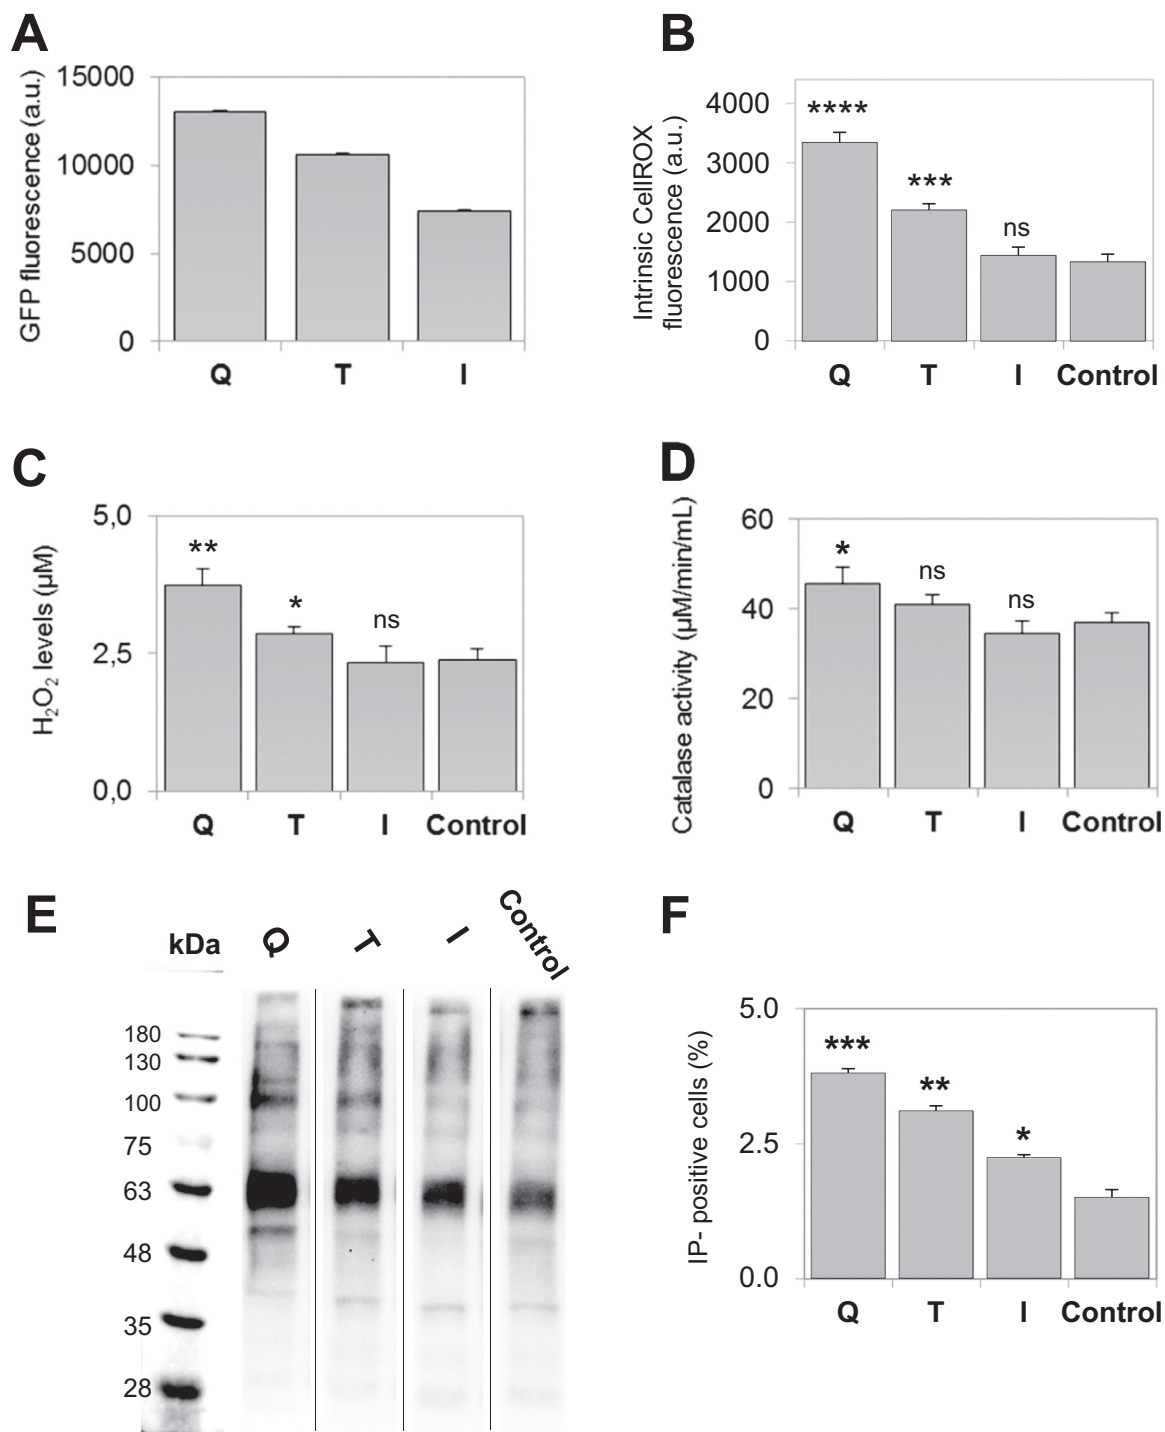 A
GFP fluorescence (a.u.)
15000
10000
5000
0
Q T I
B
Intrinsic CellROX
fluorescence (a.u.)
4000
3000
2000
1000
0
****
***
ns
Q T I Control
C
H₂O₂ levels (µM)
5,0
2,5
0,0
**
*
ns
Q T I Control
D
Catalase activity (µM/min/mL)
60
40
20
0
*
ns
ns
Q T I Control
E
kDa Q T I Control
180
130
100
75
63
48
35
28
F
IP- positive cells (%)
5.0
2.5
0.0
***
**
*
Q T I Control